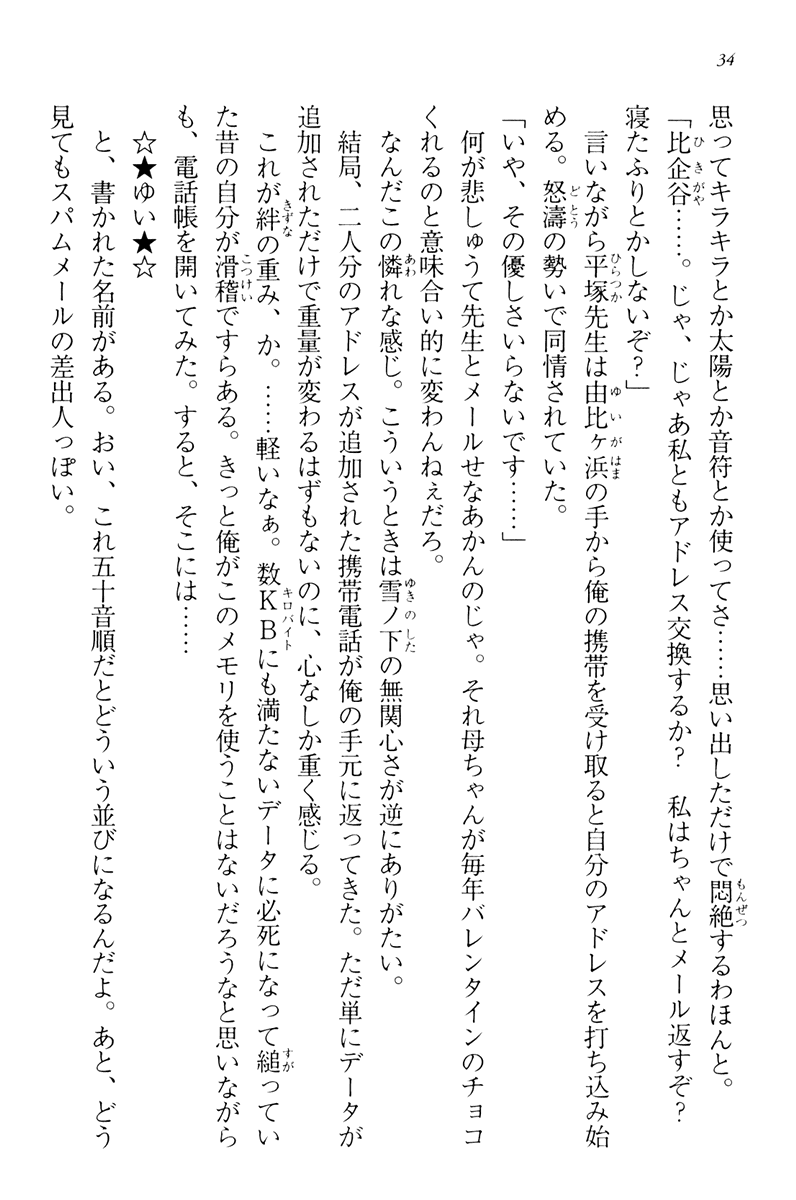 34
思ってキラキラとか太陽とか音符とか使ってさ……思い出しただけで悶絶するわほんと。
「比企谷……。じゃ、じゃあ私ともアドレス交換するか？　私はちゃんとメール返すぞ？
寝たふりとかしないぞ？」
言いながら平塚先生は由比ヶ浜の手から俺の携帯を受け取ると自分のアドレスを打ち込み始
める。怒濤の勢いで同情されていた。
「いや、その優しさいらないです……」
何が悲しゅうて先生とメールせなあかんのじゃ。それ母ちゃんが毎年バレンタインのチョコ
くれるのと意味合い的に変わんねぇだろ。
なんだこの憐れな感じ。こういうときは雪ノ下の無関心さが逆にありがたい。
結局、二人分のアドレスが追加された携帯電話が俺の手元に返ってきた。ただ単にデータが
追加されただけで重量が変わるはずもないのに、心なしか重く感じる。
これが絆の重み、か。……軽いなぁ。数KBにも満たないデータに必死になって縋ってい
た昔の自分が滑稽ですらある。きっと俺がこのメモリを使うことはないだろうなと思いながら
も、電話帳を開いてみた。すると、そこには……
☆★ゆい★☆
と、書かれた名前がある。おい、これ五十音順だとどういう並びになるんだよ。あと、どう
見てもスパムメールの差出人っぽい。